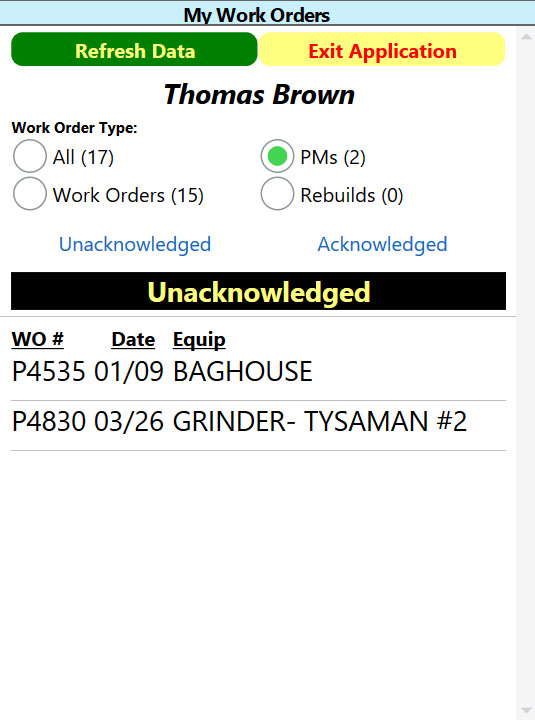 My Work Orders
Refresh Data Exit Application
Thomas Brown
Work Order Type:
All (17) PMs (2)
Work Orders (15) Rebuilds (0)
Unacknowledged Acknowledged
Unacknowledged
WO # Date Equip
P4535 01/09 BAGHOUSE
P4830 03/26 GRINDER- TYSAMAN #2